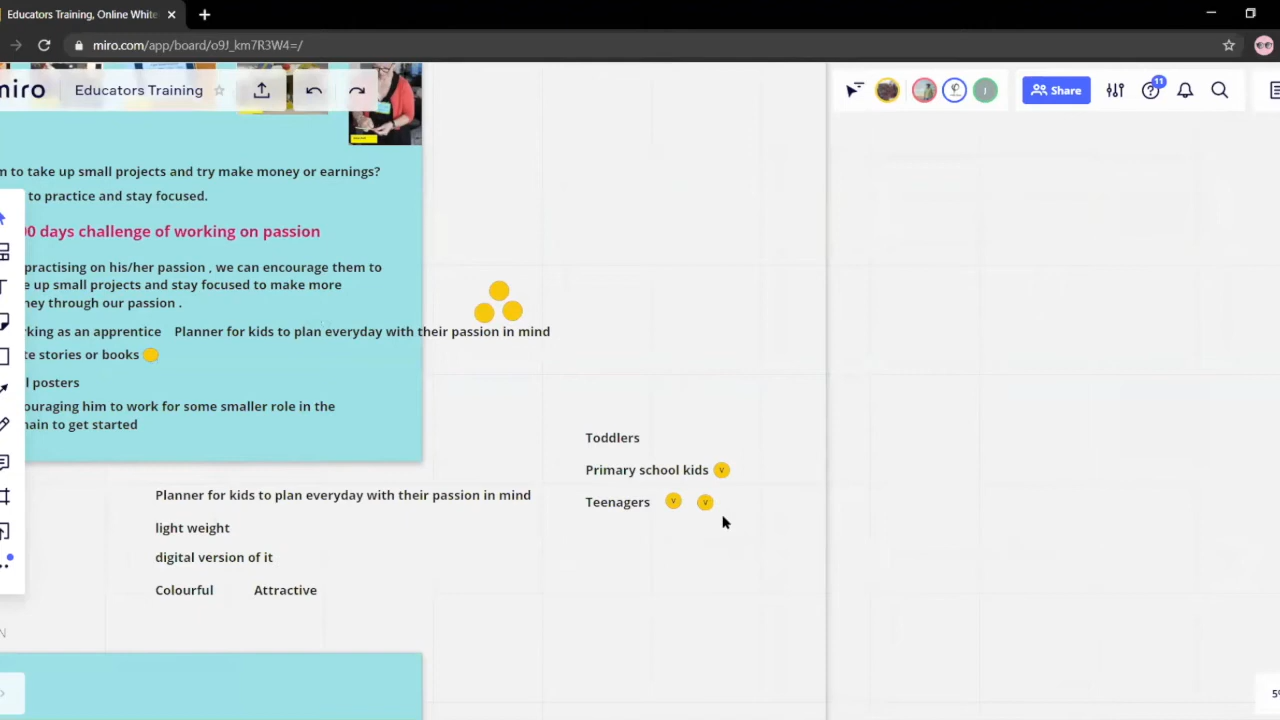 Educators Training, Online White
miro.com/app/board/o9J_km7R3W4=/
miro
Educators Training
Share
11
m to take up small projects and try make money or earnings?
to practice and stay focused.
00 days challenge of working on passion
practising on his/her passion , we can encourage them to
e up small projects and stay focused to make more
ney through our passion .
rking as an apprentice Planner for kids to plan everyday with their passion in mind
te stories or books
l posters
ouraging him to work for some smaller role in the
main to get started
Toddlers
Primary school kids v
Teenagers v v
Planner for kids to plan everyday with their passion in mind
light weight
digital version of it
Colourful Attractive
N